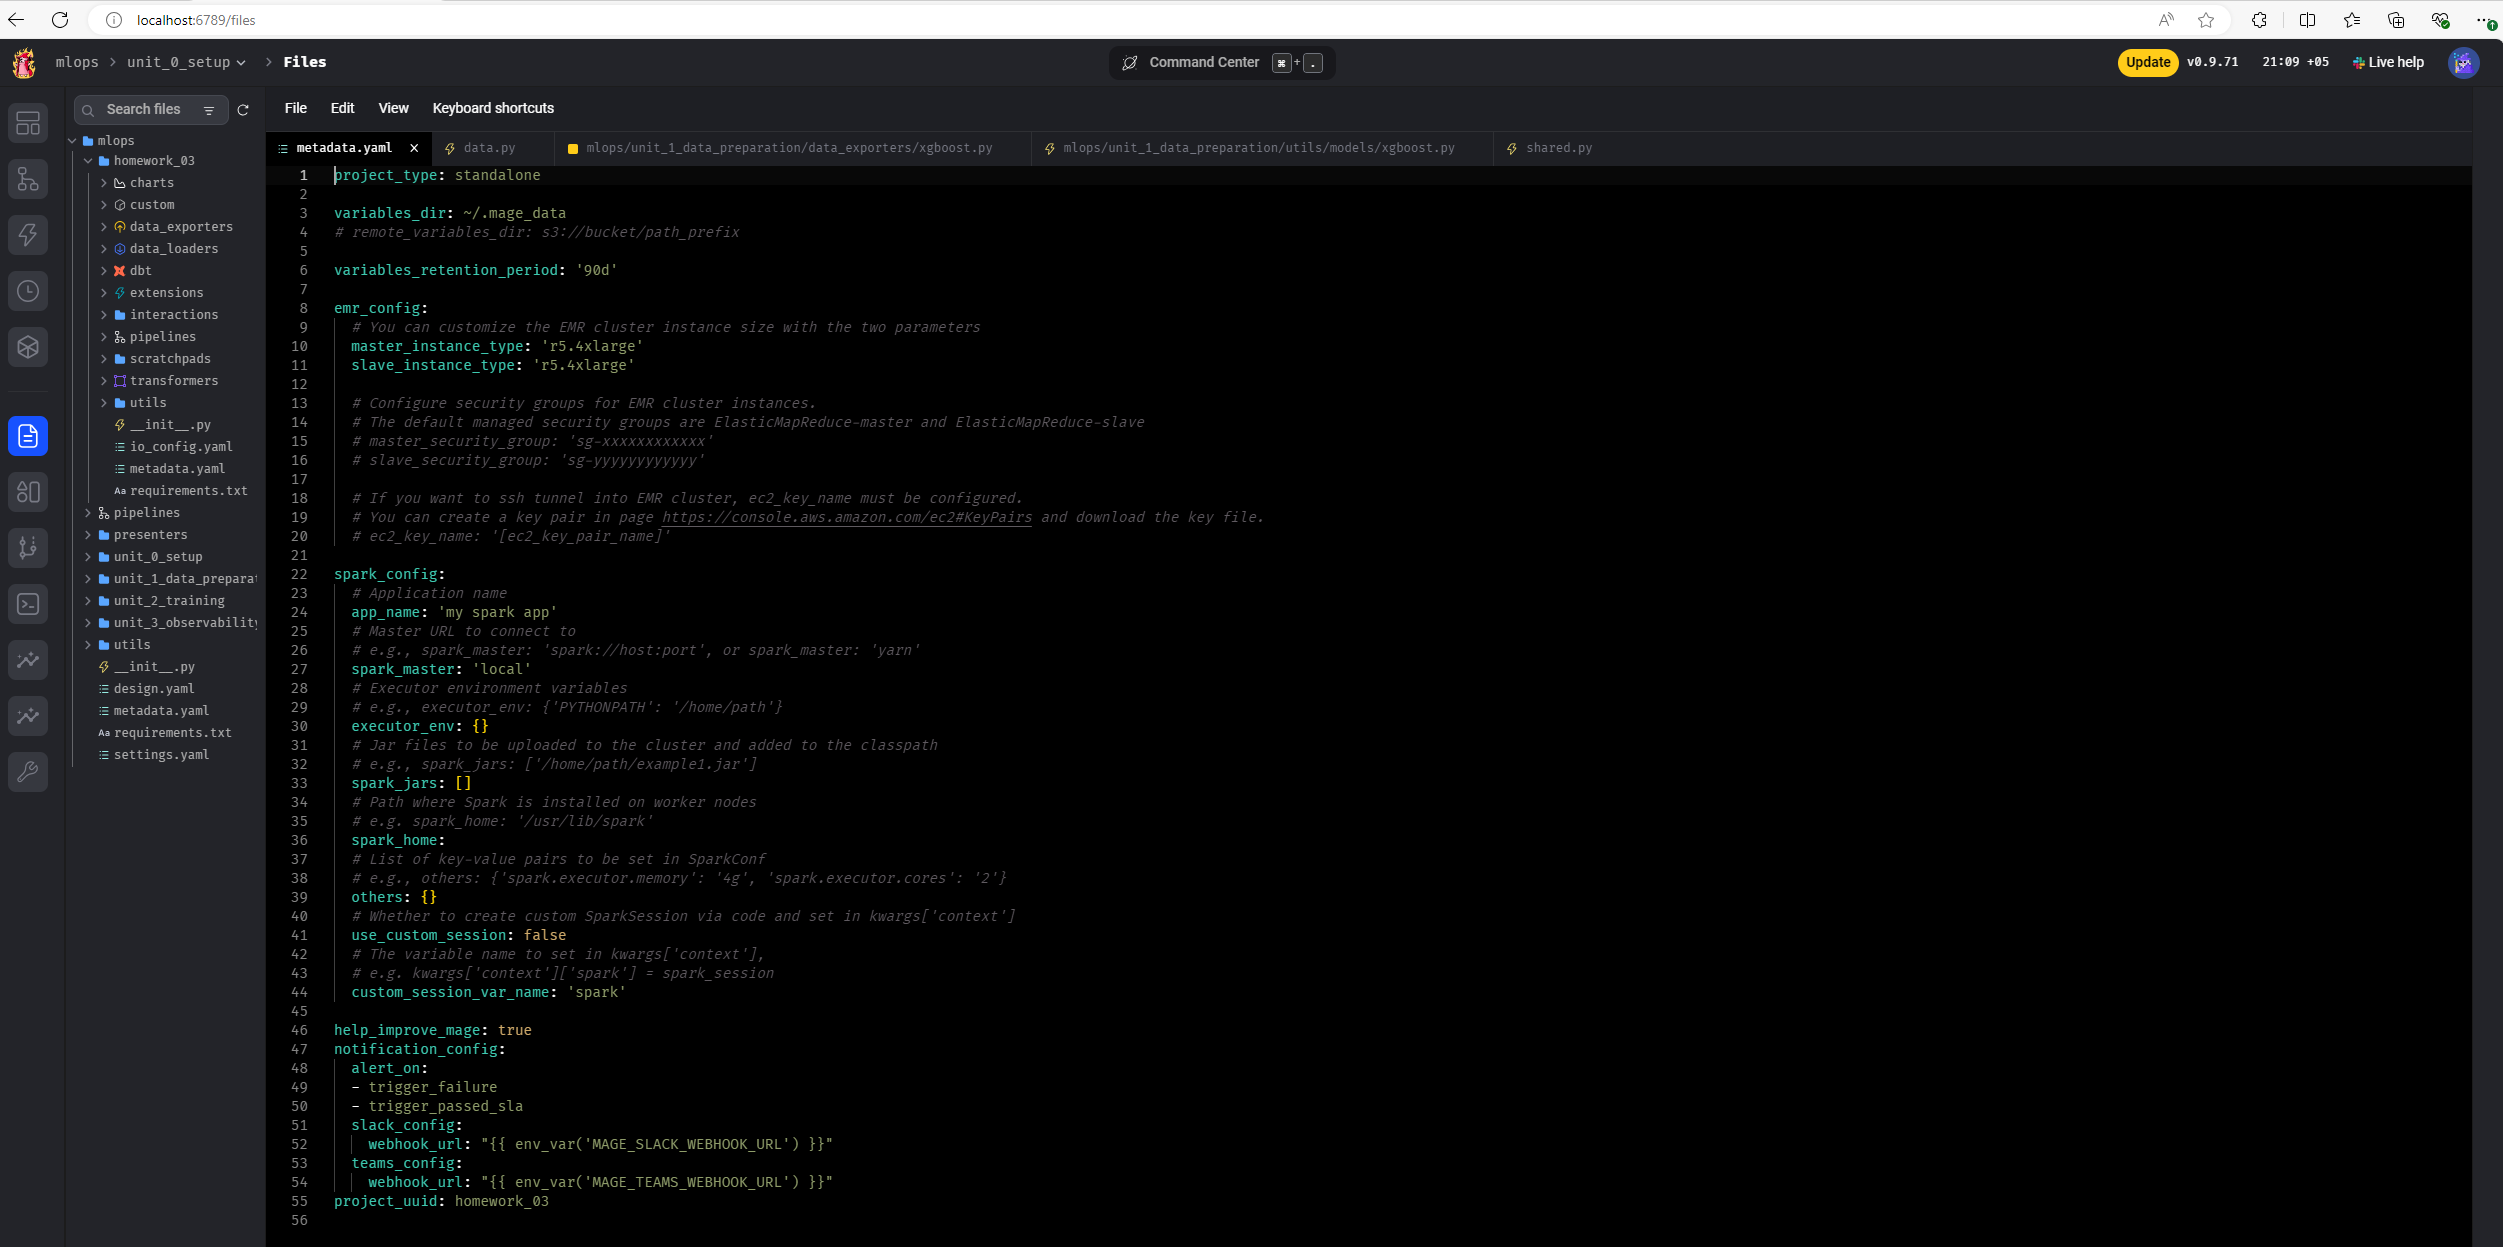 localhost:6789/files
mlops > unit_0_setup > Files
Command Center ⌘ + .
Update v0.9.71 21:09 +05 Live help
Search files
mlops
homework_03
charts
custom
data_exporters
data_loaders
dbt
extensions
interactions
pipelines
scratchpads
transformers
utils
__init__.py
io_config.yaml
metadata.yaml
Aa requirements.txt
pipelines
presenters
unit_0_setup
unit_1_data_preparat
unit_2_training
unit_3_observability
utils
__init__.py
design.yaml
metadata.yaml
Aa requirements.txt
settings.yaml
File Edit View Keyboard shortcuts
metadata.yaml × data.py mlops/unit_1_data_preparation/data_exporters/xgboost.py mlops/unit_1_data_preparation/utils/models/xgboost.py shared.py
1 project_type: standalone
2
3 variables_dir: ~/.mage_data
4 # remote_variables_dir: s3://bucket/path_prefix
5
6 variables_retention_period: '90d'
7
8 emr_config:
9 # You can customize the EMR cluster instance size with the two parameters
10 master_instance_type: 'r5.4xlarge'
11 slave_instance_type: 'r5.4xlarge'
12
13 # Configure security groups for EMR cluster instances.
14 # The default managed security groups are ElasticMapReduce-master and ElasticMapReduce-slave
15 # master_security_group: 'sg-xxxxxxxxxxxx'
16 # slave_security_group: 'sg-yyyyyyyyyyyy'
17
18 # If you want to ssh tunnel into EMR cluster, ec2_key_name must be configured.
19 # You can create a key pair in page https://console.aws.amazon.com/ec2#KeyPairs and download the key file.
20 # ec2_key_name: '[ec2_key_pair_name]'
21
22 spark_config:
23 # Application name
24 app_name: 'my spark app'
25 # Master URL to connect to
26 # e.g., spark_master: 'spark://host:port', or spark_master: 'yarn'
27 spark_master: 'local'
28 # Executor environment variables
29 # e.g., executor_env: {'PYTHONPATH': '/home/path'}
30 executor_env: {}
31 # Jar files to be uploaded to the cluster and added to the classpath
32 # e.g., spark_jars: ['/home/path/example1.jar']
33 spark_jars: []
34 # Path where Spark is installed on worker nodes
35 # e.g. spark_home: '/usr/lib/spark'
36 spark_home:
37 # List of key-value pairs to be set in SparkConf
38 # e.g., others: {'spark.executor.memory': '4g', 'spark.executor.cores': '2'}
39 others: {}
40 # Whether to create custom SparkSession via code and set in kwargs['context']
41 use_custom_session: false
42 # The variable name to set in kwargs['context'],
43 # e.g. kwargs['context']['spark'] = spark_session
44 custom_session_var_name: 'spark'
45
46 help_improve_mage: true
47 notification_config:
48 alert_on:
49 - trigger_failure
50 - trigger_passed_sla
51 slack_config:
52 webhook_url: "{{ env_var('MAGE_SLACK_WEBHOOK_URL') }}"
53 teams_config:
54 webhook_url: "{{ env_var('MAGE_TEAMS_WEBHOOK_URL') }}"
55 project_uuid: homework_03
56